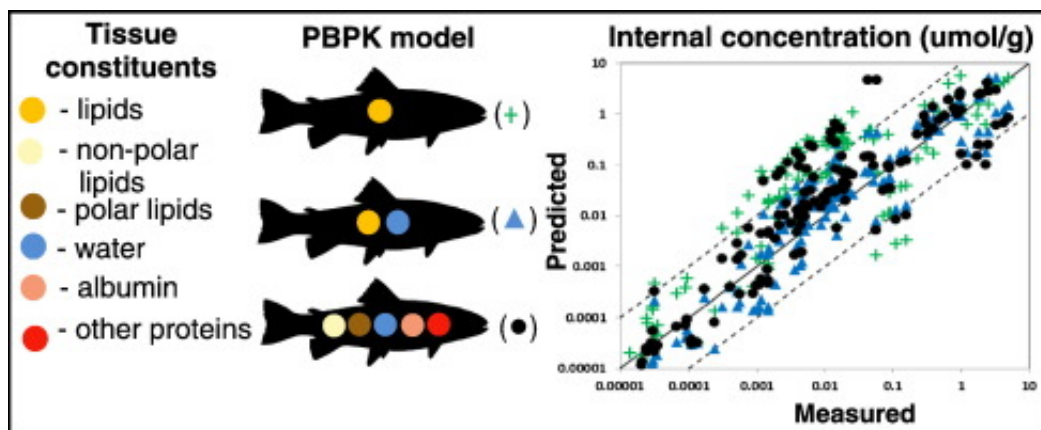 Tissue
constituents
- lipids
- non-polar
lipids
- polar lipids
- water
- albumin
- other proteins
PBPK model
(+)
(▲)
(●)
Internal concentration (umol/g)
Predicted
10
1
0.1
0.01
0.001
0.0001
0.00001
0.00001 0.0001 0.001 0.01 0.1 1 10
Measured